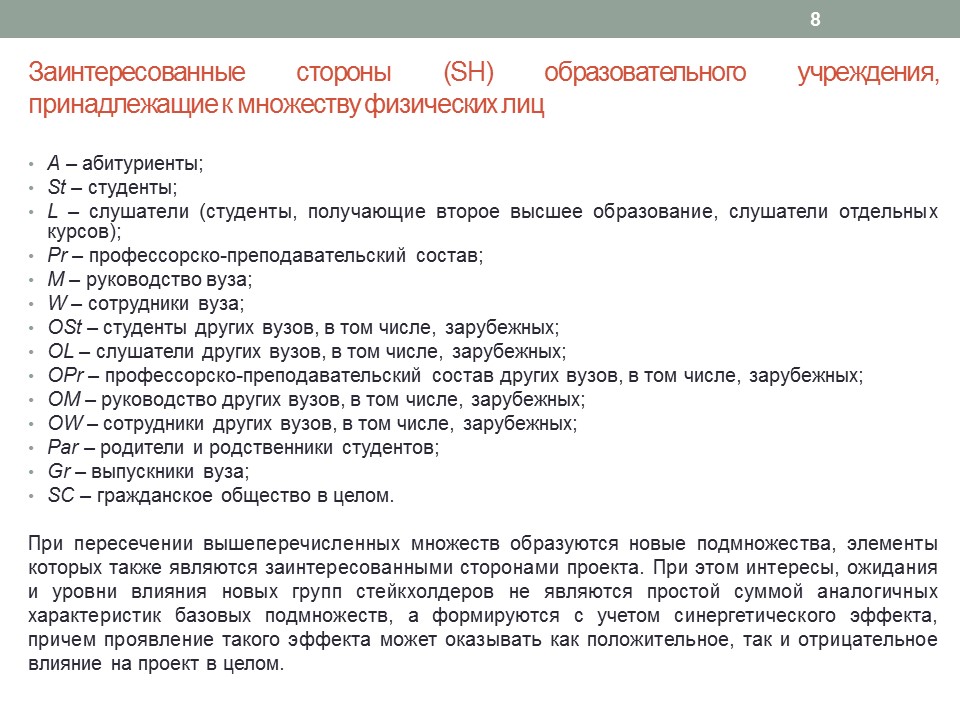 8
Заинтересованные стороны (SH) образовательного учреждения,
принадлежащие к множеству физических лиц
• A – абитуриенты;
• St – студенты;
• L – слушатели (студенты, получающие второе высшее образование, слушатели отдельных
курсов);
• Pr – профессорско-преподавательский состав;
• M – руководство вуза;
• W – сотрудники вуза;
• OSt – студенты других вузов, в том числе, зарубежных;
• OL – слушатели других вузов, в том числе, зарубежных;
• OPr – профессорско-преподавательский состав других вузов, в том числе, зарубежных;
• OM – руководство других вузов, в том числе, зарубежных;
• OW – сотрудники других вузов, в том числе, зарубежных;
• Par – родители и родственники студентов;
• Gr – выпускники вуза;
• SC – гражданское общество в целом.
При пересечении вышеперечисленных множеств образуются новые подмножества, элементы
которых также являются заинтересованными сторонами проекта. При этом интересы, ожидания
и уровни влияния новых групп стейкхолдеров не являются простой суммой аналогичных
характеристик базовых подмножеств, а формируются с учетом синергетического эффекта,
причем проявление такого эффекта может оказывать как положительное, так и отрицательное
влияние на проект в целом.